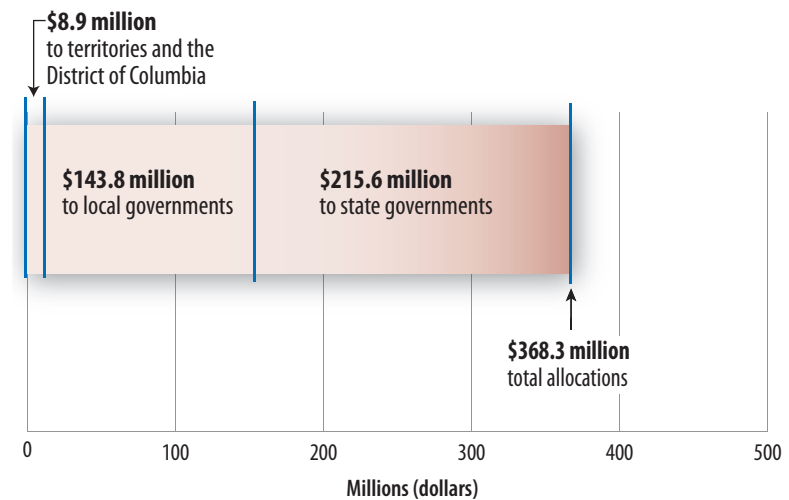 $8.9 million
to territories and the
District of Columbia
$143.8 million
to local governments
$215.6 million
to state governments
$368.3 million
total allocations
0 100 200 300 400 500
Millions (dollars)